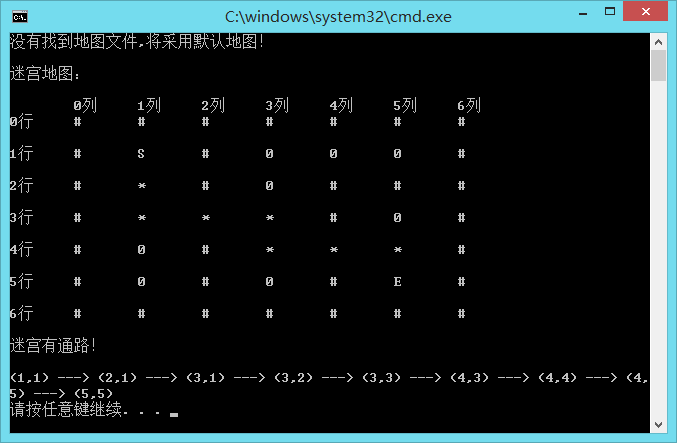 C:\windows\system32\cmd.exe
没有找到地图文件,将采用默认地图!
迷宫地图:
0列 1列 2列 3列 4列 5列 6列
0行 # # # # # # #
1行 # S # 0 0 0 #
2行 # * # 0 # # #
3行 # * * * # 0 #
4行 # 0 # * * * #
5行 # 0 # 0 # E #
6行 # # # # # # #
迷宫有通路!
(1,1) ---> (2,1) ---> (3,1) ---> (3,2) ---> (3,3) ---> (4,3) ---> (4,4) ---> (4,
5) ---> (5,5)
请按任意键继续. . .